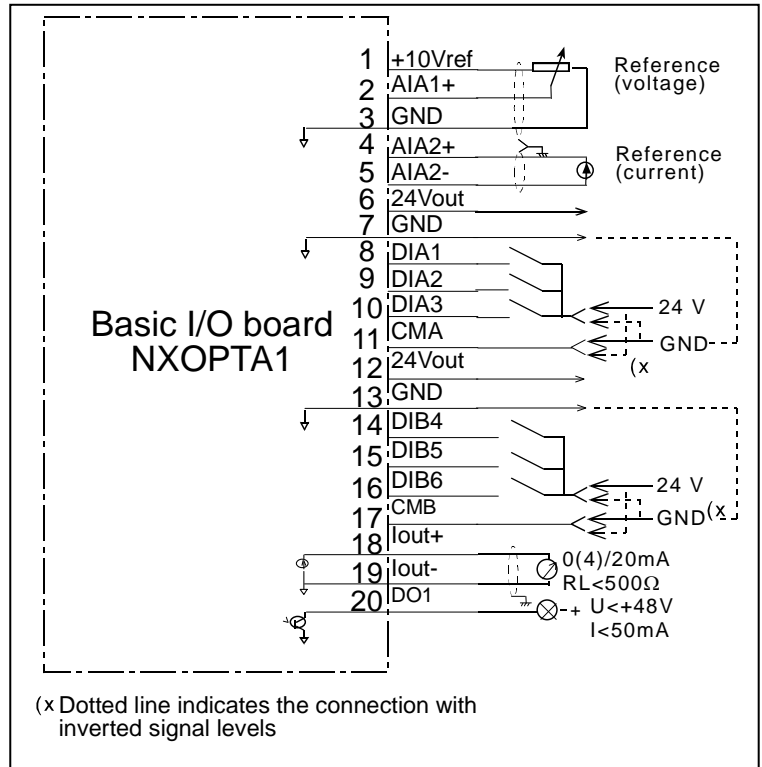 1 +10Vref
2 AIA1+
3 GND
4 AIA2+
5 AIA2-
6 24Vout
7 GND
8 DIA1
9 DIA2
10 DIA3
11 CMA
12 24Vout
13 GND
14 DIB4
15 DIB5
16 DIB6
17 CMB
18 Iout+
19 Iout-
20 DO1
Basic I/O board
NXOPTA1
Reference
(voltage)
Reference
(current)
24 V
GND
(x
24 V
GND (x
0(4)/20mA
RL<500Ω
-+ U<+48V
I<50mA
(x Dotted line indicates the connection with
inverted signal levels